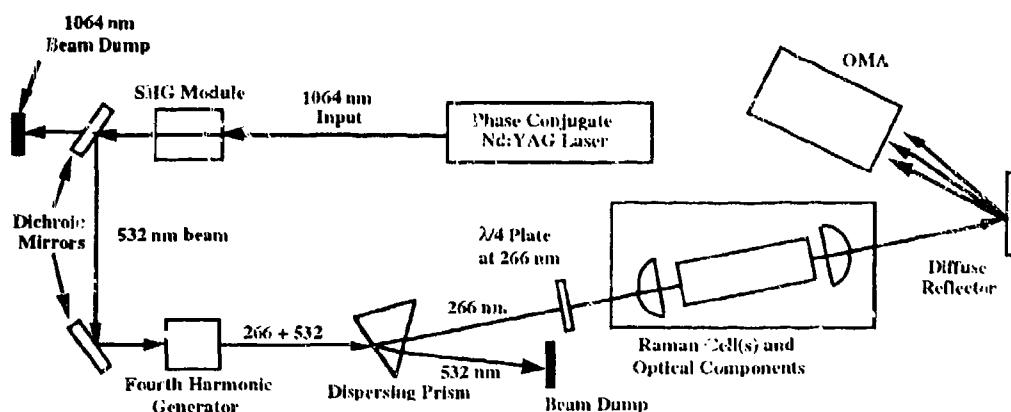 1064 nm
Beam Dump
SHG Module
1064 nm
Input
Phase Conjugate
Nd:YAG Laser
OMA
Dichroic
Mirrors
532 nm beam
λ/4 Plate
at 266 nm
Diffuse
Reflector
266 + 532
266 nm
532 nm
Raman Cell(s) and
Optical Components
Fourth Harmonic
Generator
Dispersing Prism
Beam Dump